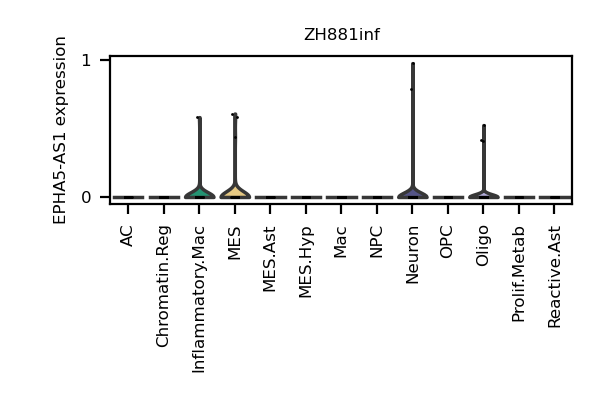 ZH881inf
EPHA5-AS1 expression
1
0
AC
Chromatin.Reg
Inflammatory.Mac
MES
MES.Ast
MES.Hyp
Mac
NPC
Neuron
OPC
Oligo
Prolif.Metab
Reactive.Ast